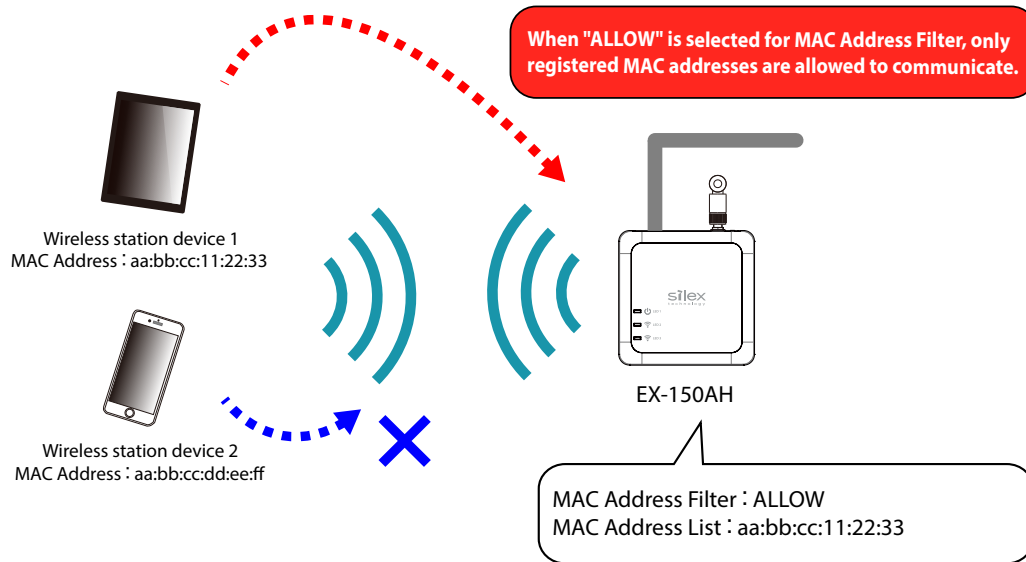 When "ALLOW" is selected for MAC Address Filter, only
registered MAC addresses are allowed to communicate.
Wireless station device 1
MAC Address : aa:bb:cc:11:22:33
silex
technology
EX-150AH
Wireless station device 2
MAC Address : aa:bb:cc:dd:ee:ff
MAC Address Filter : ALLOW
MAC Address List : aa:bb:cc:11:22:33